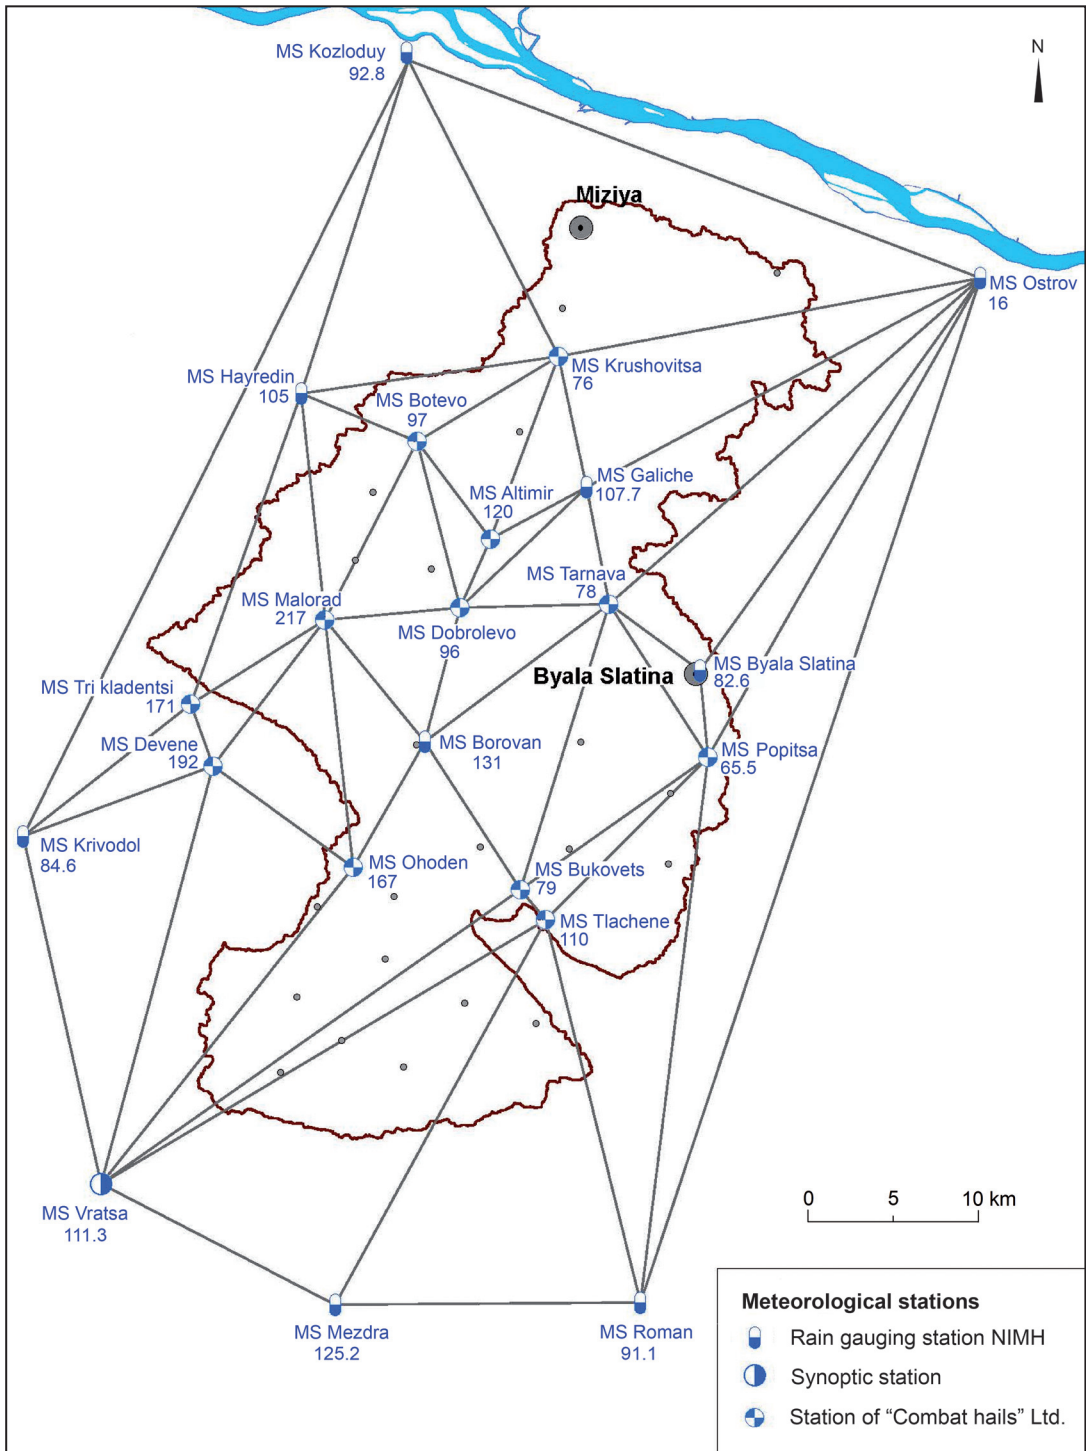 MS Kozloduy
92.8
N
Miziya
MS Ostrov
16
MS Krushovitsa
76
MS Hayredin
105
MS Botevo
97
MS Galiche
107.7
MS Altimir
120
MS Tarnava
78
MS Malorad
217
MS Dobrolevo
96
Byala Slatina
MS Byala Slatina
82.6
MS Tri kladentsi
171
MS Devene
192
MS Borovan
131
MS Popitsa
65.5
MS Krivodol
84.6
MS Ohoden
167
MS Bukovets
79
MS Tlachene
110
MS Vratsa
111.3
0 5 10 km
MS Mezdra
125.2
MS Roman
91.1
Meteorological stations
Rain gauging station NIMH
Synoptic station
Station of “Combat hails” Ltd.